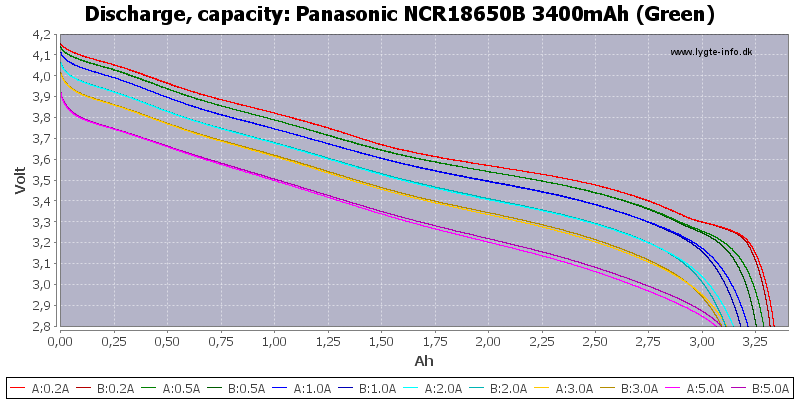 Discharge, capacity: Panasonic NCR18650B 3400mAh (Green)
www.lygte-info.dk
Volt
4,2
4,1
4,0
3,9
3,8
3,7
3,6
3,5
3,4
3,3
3,2
3,1
3,0
2,9
2,8
0,00 0,25 0,50 0,75 1,00 1,25 1,50 1,75 2,00 2,25 2,50 2,75 3,00 3,25
Ah
A:0.2A B:0.2A A:0.5A B:0.5A A:1.0A B:1.0A A:2.0A B:2.0A A:3.0A B:3.0A A:5.0A B:5.0A